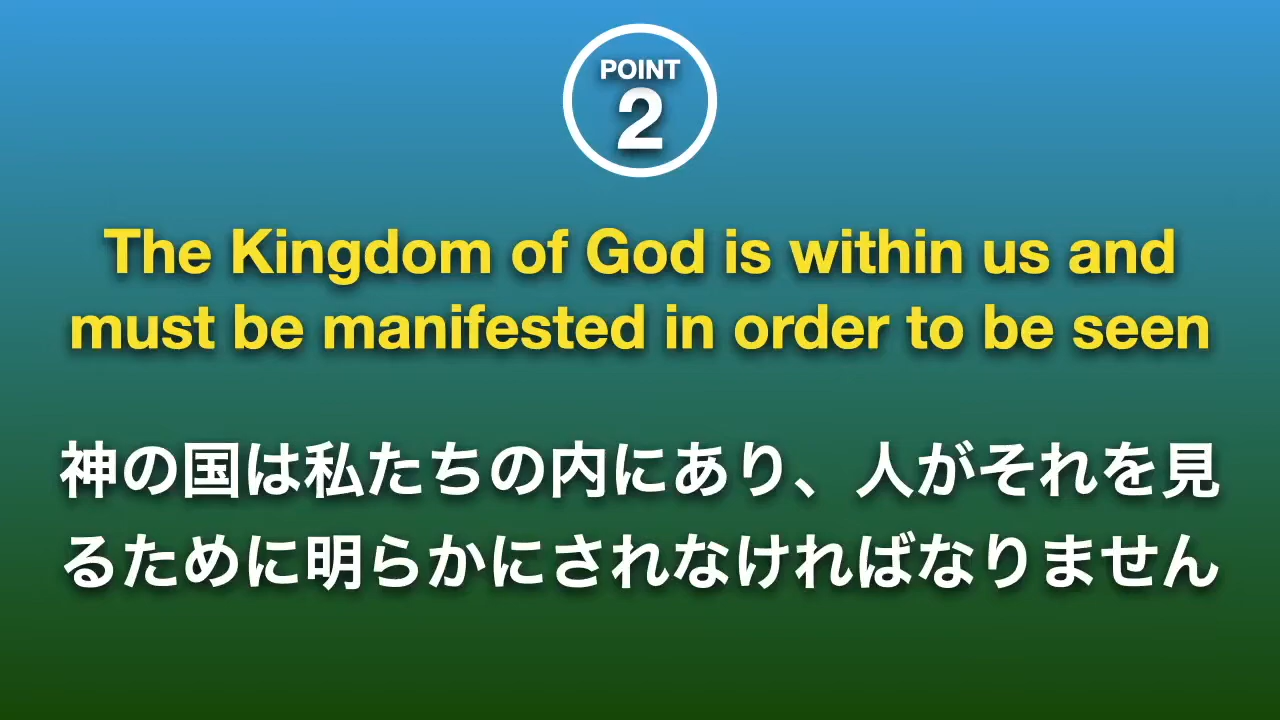 POINT
2
The Kingdom of God is within us and
must be manifested in order to be seen
神の国は私たちの内にあり、人がそれを見
るために明らかにされなければなりません